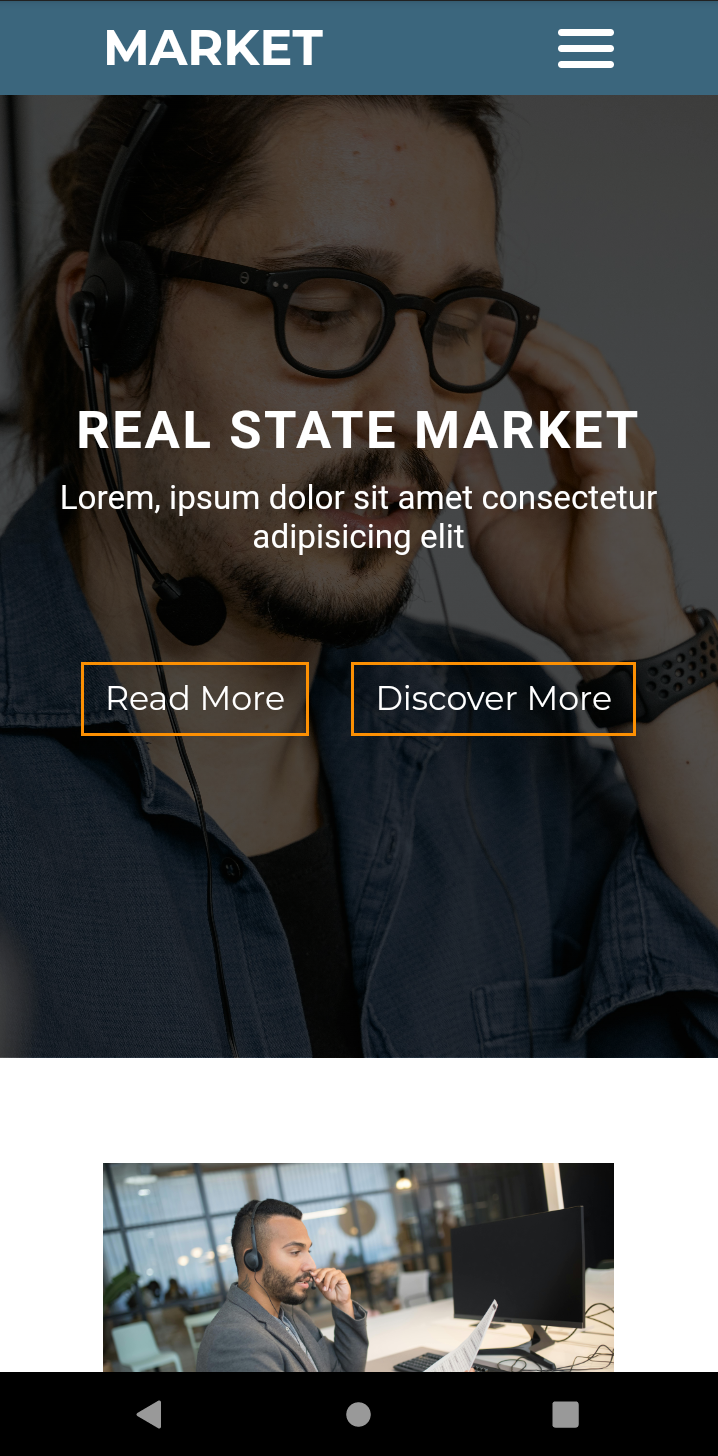 MARKET
REAL STATE MARKET
Lorem, ipsum dolor sit amet consectetur
adipisicing elit
Read More
Discover More